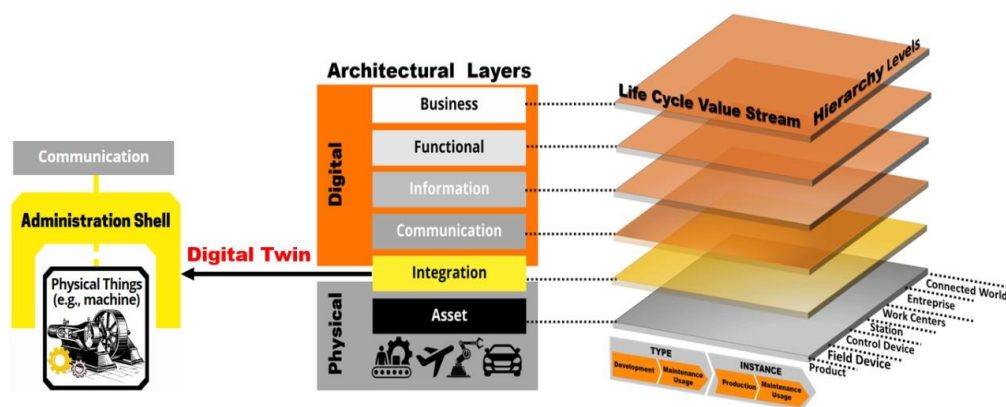 Communication
Administration Shell
Physical Things
(e.g., machine)
Digital Twin
Architectural Layers
Digital
Business
Functional
Information
Communication
Integration
Physical
Asset
Life Cycle Value Stream
Hierarchy Levels
Connected World
Entreprise
Work Centers
Station
Control Device
Field Device
Product
TYPE
Development
Maintenance
Usage
INSTANCE
Production
Maintenance
Usage